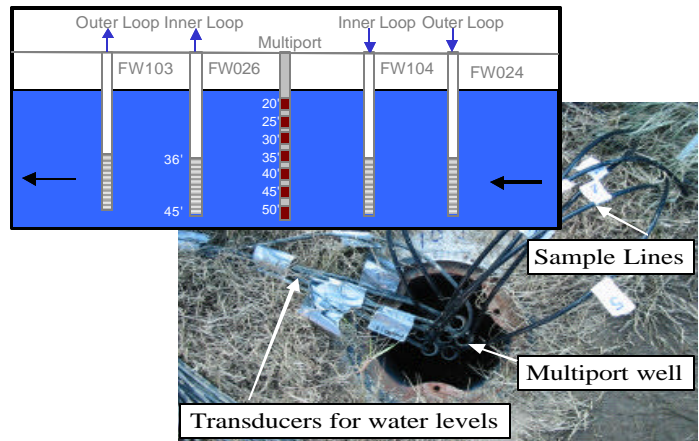 Outer Loop Inner Loop
Inner Loop Outer Loop
Multiport
FW103
FW026
FW104
FW024
20'
25'
30'
35'
40'
45'
50'
36'
45'
Sample Lines
Multiport well
Transducers for water levels